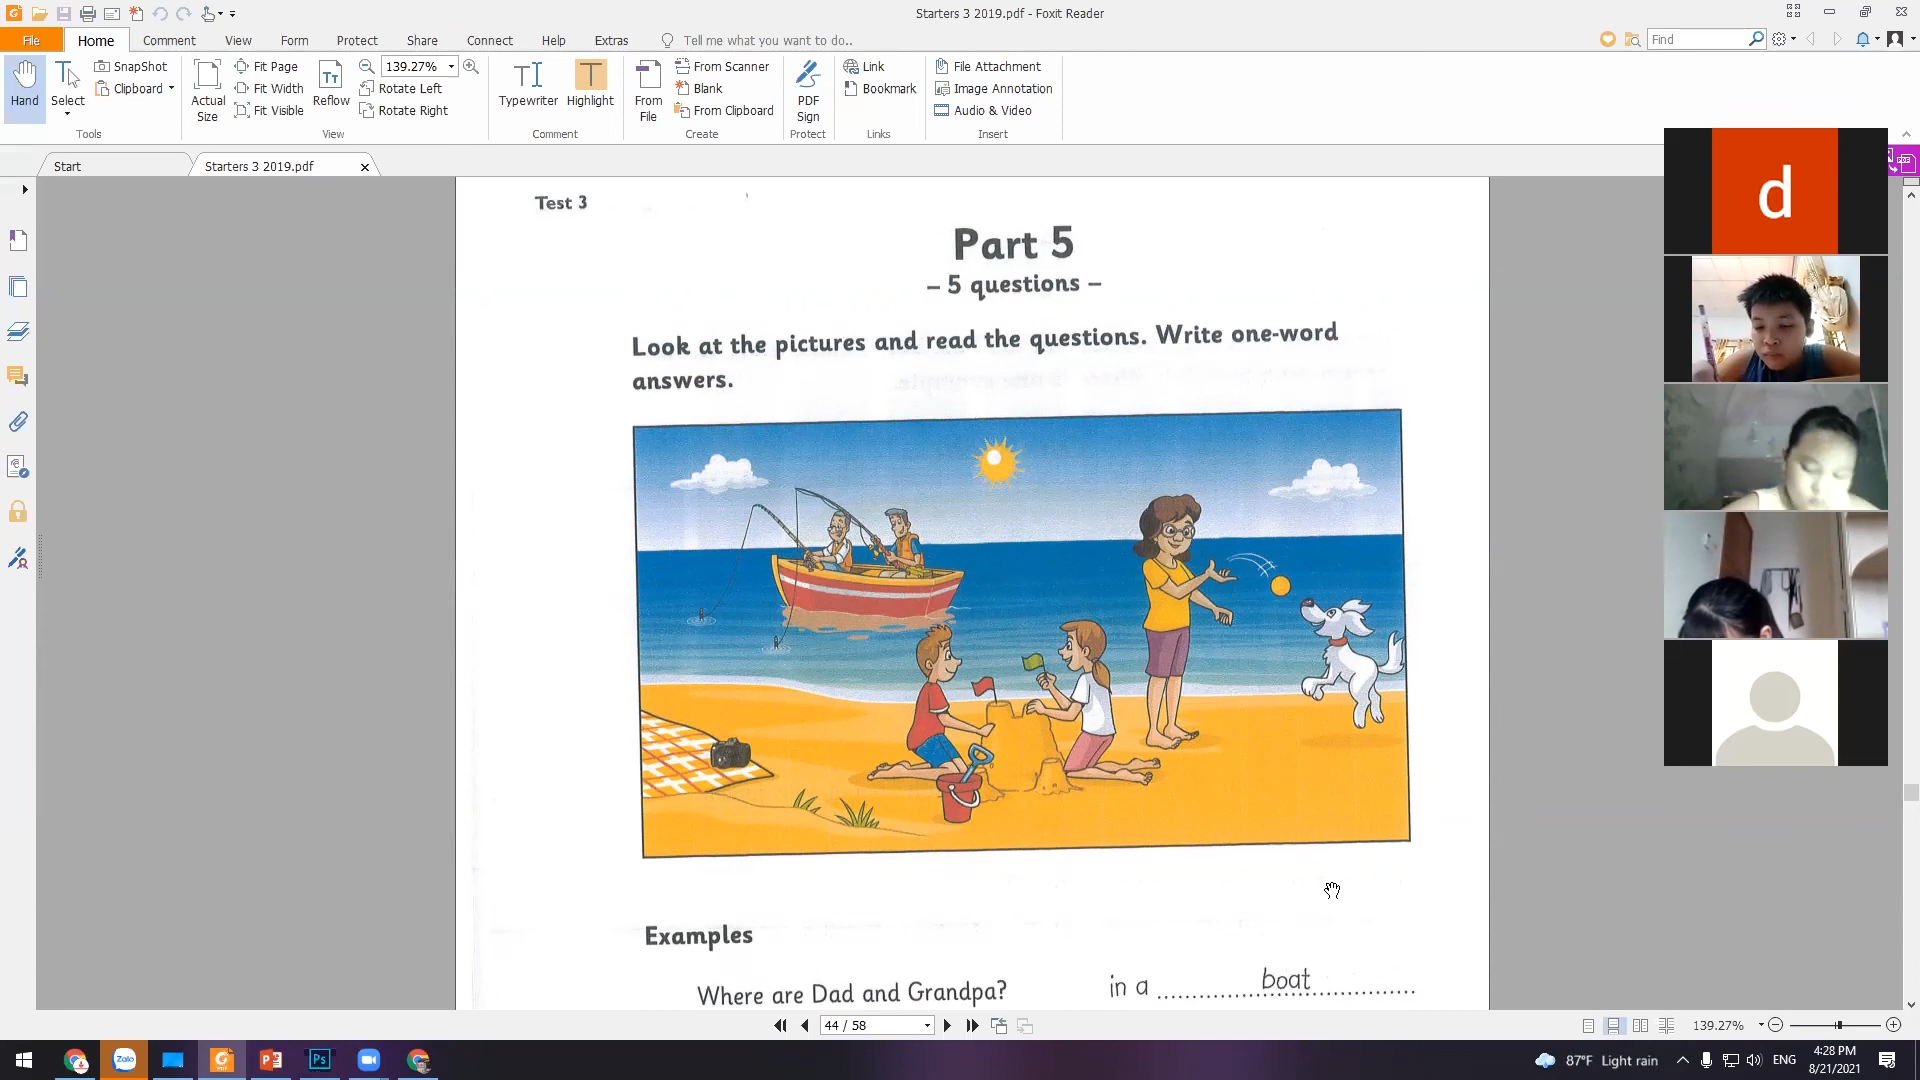 Starters 3 2019.pdf - Foxit Reader
File Home Comment View Form Protect Share Connect Help Extras Tell me what you want to do.. Find
Hand
Select
SnapShot
Clipboard
Tools
Actual Size
Fit Page
Fit Width
Fit Visible
Reflow
139.27%
Rotate Left
Rotate Right
View
Typewriter
Highlight
Comment
From File
From Scanner
Blank
From Clipboard
Create
PDF Sign
Protect
Link
Bookmark
Links
File Attachment
Image Annotation
Audio & Video
Insert
Start
Starters 3 2019.pdf
Test 3
Part 5
– 5 questions –
Look at the pictures and read the questions. Write one-word
answers.
Examples
Where are Dad and Grandpa? in a ........boat........
d
44 / 58
139.27%
Zalo
Ps
87°F Light rain
ENG
4:28 PM
8/21/2021